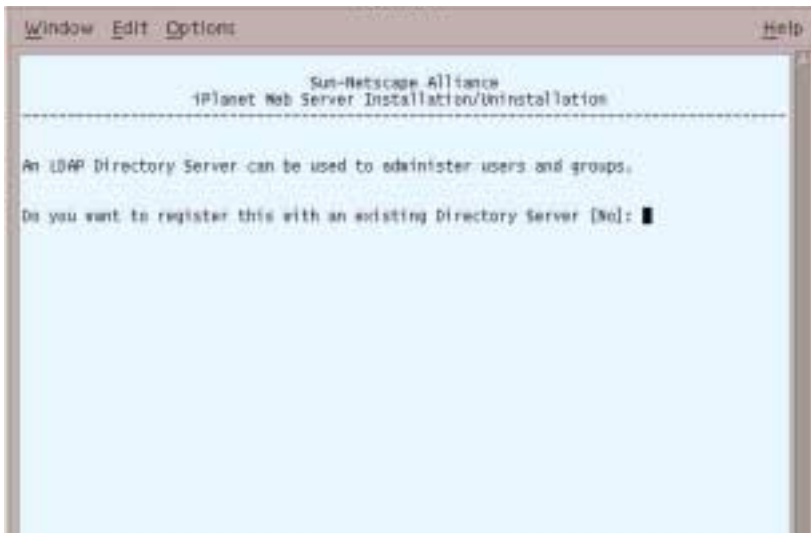 Window Edit Options Help
Sun-Netscape Alliance
iPlanet Web Server Installation/Uninstallation
--------------------------------------------------------------------------------
An LDAP Directory Server can be used to administer users and groups.
Do you want to register this with an existing Directory Server [No]: